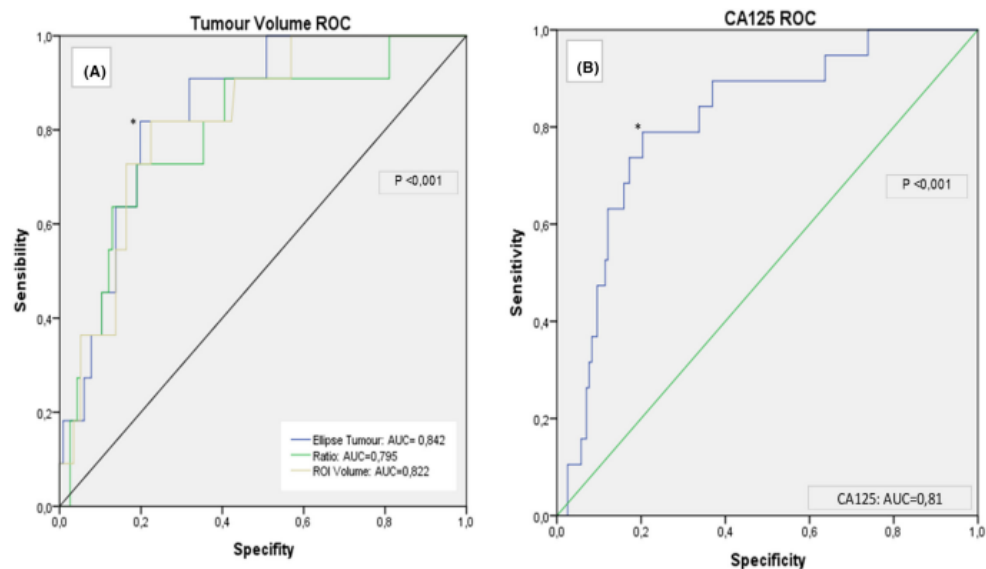 Tumour Volume ROC
(A)
1,0
0,8
0,6
0,4
0,2
0,0
Sensibility
*
P <0,001
Ellipse Tumour: AUC= 0,842
Ratio: AUC=0,795
ROI Volume: AUC=0,822
0,0 0,2 0,4 0,6 0,8 1,0
Specifity
CA125 ROC
(B)
1,0
0,8
0,6
0,4
0,2
0,0
Sensitivity
*
P <0,001
CA125: AUC=0,81
0,0 0,2 0,4 0,6 0,8 1,0
Specificity